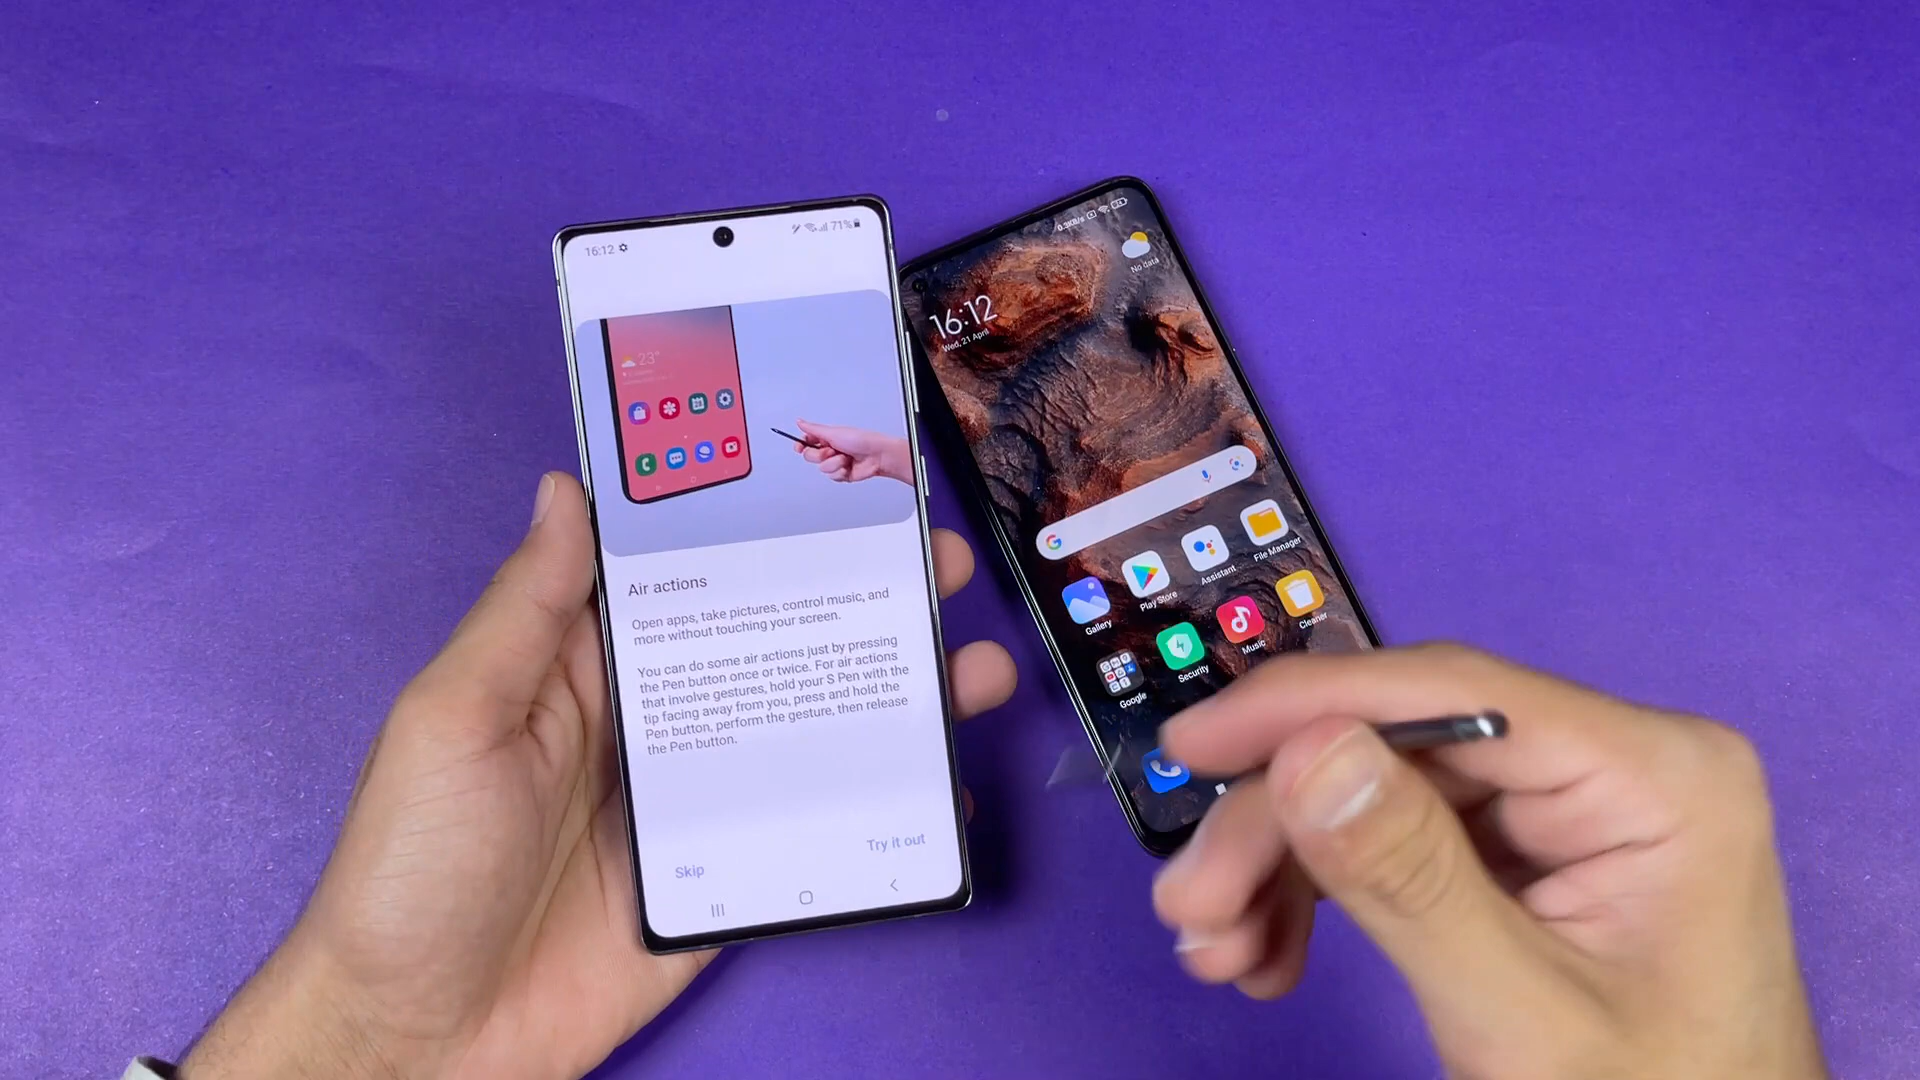 16:12
71%
23°
Air actions
Open apps, take pictures, control music, and
more without touching your screen.
You can do some air actions just by pressing
the Pen button once or twice. For air actions
that involve gestures, hold your S Pen with the
tip facing away from you, press and hold the
Pen button, perform the gesture, then release
the Pen button.
Skip
Try it out
0.3KB/s
No data
16:12
Wed, 21 April
Gallery
Play Store
Assistant
File Manager
Google
Security
Music
Cleaner